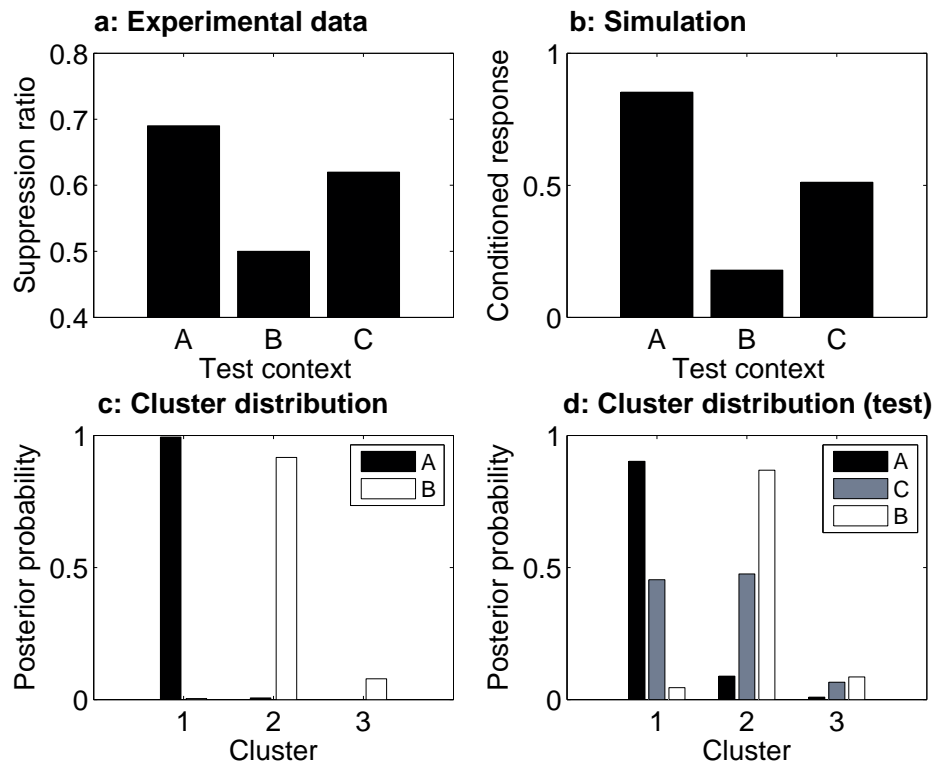 a: Experimental data
0.8
0.7
0.6
0.5
0.4
Suppression ratio
A B C
Test context
b: Simulation
1
0.5
0
Conditioned response
A B C
Test context
c: Cluster distribution
1
0.5
0
Posterior probability
A
B
1 2 3
Cluster
d: Cluster distribution (test)
1
0.5
0
Posterior probability
A
C
B
1 2 3
Cluster